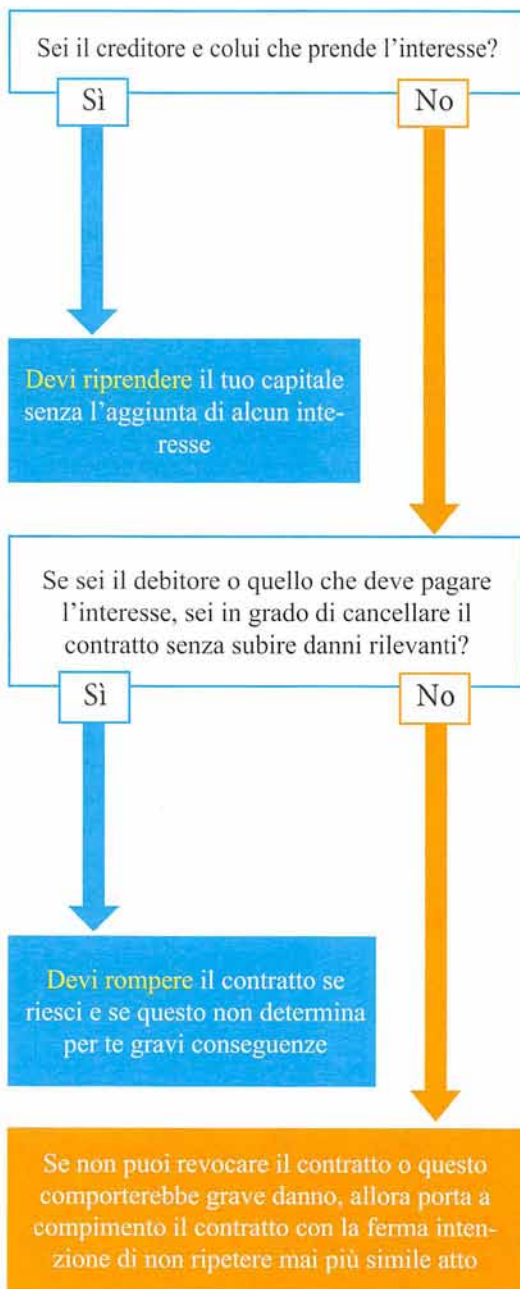 Sei il creditore e colui che prende l'interesse?
Sì
No
Devi riprendere il tuo capitale
senza l'aggiunta di alcun inte-
resse
Se sei il debitore o quello che deve pagare
l'interesse, sei in grado di cancellare il
contratto senza subire danni rilevanti?
Sì
No
Devi rompere il contratto se
riesci e se questo non determina
per te gravi conseguenze
Se non puoi revocare il contratto o questo
comporterebbe grave danno, allora porta a
compimento il contratto con la ferma inten-
zione di non ripetere mai più simile atto